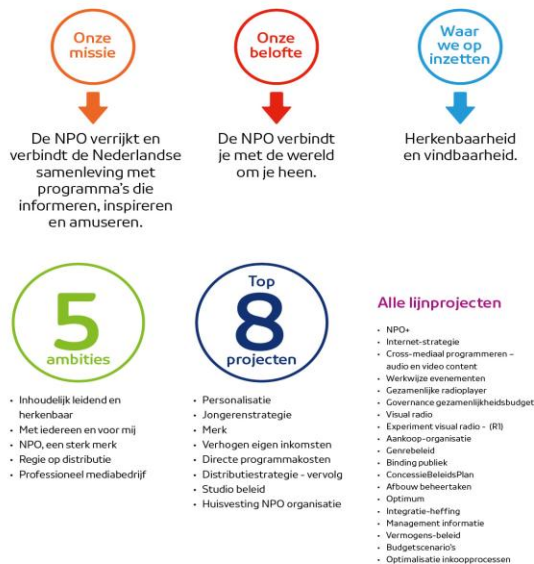 Onze
missie
De NPO verrijkt en
verbindt de Nederlandse
samenleving met
programma's die
informeren, inspireren
en amuseren.
Onze
belofte
De NPO verbindt
je met de wereld
om je heen.
Waar
we op
inzetten
Herkenbaarheid
en vindbaarheid.
5
ambities
• Inhoudelijk leidend en
herkenbaar
• Met iedereen en voor mij
• NPO, een sterk merk
• Regie op distributie
• Professioneel mediabedrijf
Top
8
projecten
• Personalisatie
• Jongerenstrategie
• Merk
• Verhogen eigen inkomsten
• Directe programmakosten
• Distributiestrategie - vervolg
• Studio beleid
• Huisvesting NPO organisatie
Alle lijnprojecten
• NPO+
• Internet-strategie
• Cross-mediaal programmeren –
audio en video content
• Werkwijze evenementen
• Gezamenlijke radioplayer
• Governance gezamenlijkheidsbudget
• Visual radio
• Experiment visual radio - (R1)
• Aankoop-organisatie
• Genrebeleid
• Binding publiek
• ConcessieBeleidsPlan
• Afbouw beheertaken
• Optimum
• Integratie-heffing
• Management informatie
• Vermogens-beleid
• Budgetscenario's
• Optimalisatie inkoopprocessen